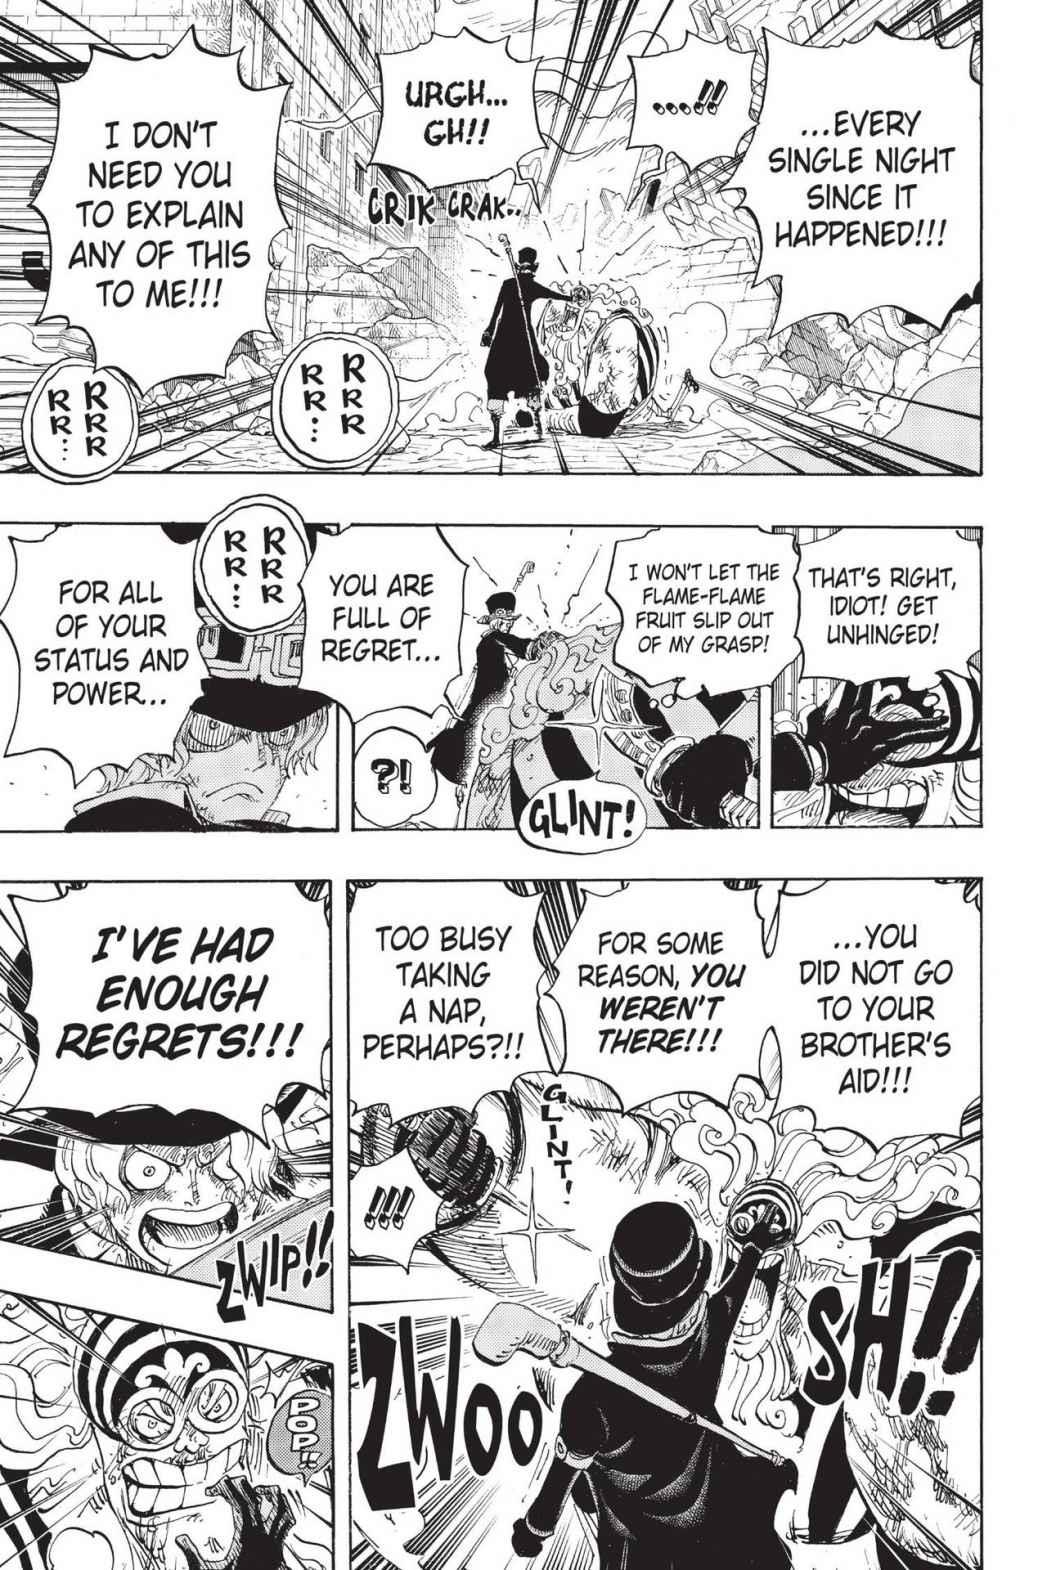 ...EVERY
SINGLE NIGHT
SINCE IT
HAPPENED!!!
...!!
URGH...
GH!!
CRIK CRAK..
I DON'T
NEED YOU
TO EXPLAIN
ANY OF THIS
TO ME!!!
RRR
RR...
RRR
RR...
THAT'S RIGHT,
IDIOT! GET
UNHINGED!
I WON'T LET THE
FLAME-FLAME
FRUIT SLIP OUT
OF MY GRASP!
GLINT!
YOU ARE
FULL OF
REGRET...
?!
RRR
RR...
FOR ALL
OF YOUR
STATUS AND
POWER...
...YOU
DID NOT GO
TO YOUR
BROTHER'S
AID!!!
FOR SOME
REASON, YOU
WEREN'T
THERE!!!
TOO BUSY
TAKING
A NAP,
PERHAPS?!!
GLINT!
!!!
ZWOO
SH!!
I'VE HAD
ENOUGH
REGRETS!!!
ZWIP!!
POP!!